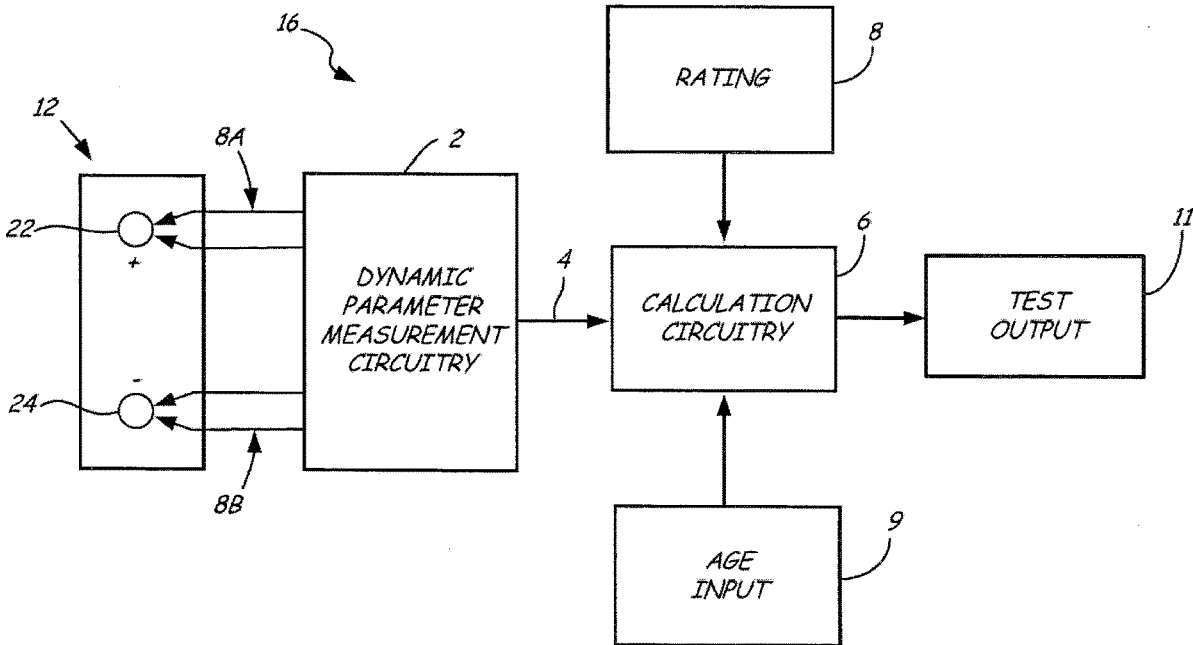 16
8
RATING
12
8A
2
22
+
DYNAMIC
PARAMETER
MEASUREMENT
CIRCUITRY
4
6
CALCULATION
CIRCUITRY
11
TEST
OUTPUT
-
24
8B
9
AGE
INPUT